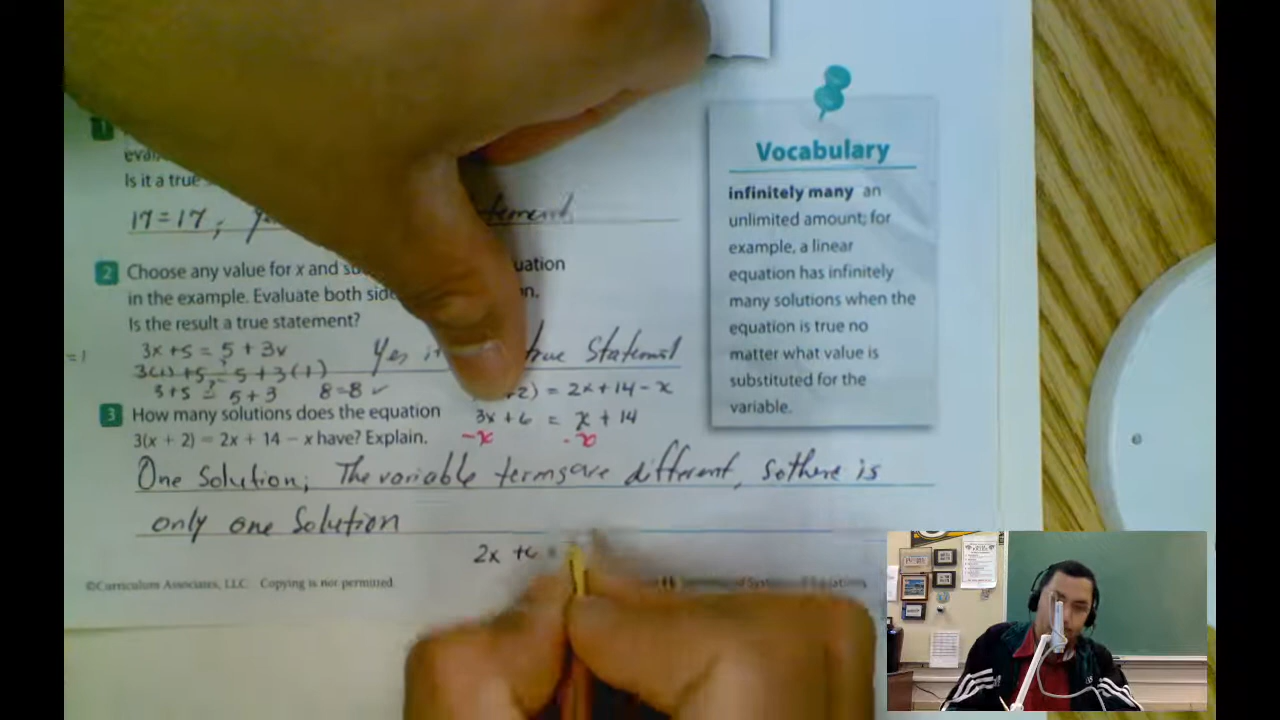 1
Is it a true
17=17;
tement
2 Choose any value for x and su
uation
in the example. Evaluate both sid
n.
Is the result a true statement?
3x+5 = 5+3x
Yes it
true statement
=1
3(1)+5 ?= 5+3(1)
3+5 ?= 5+3 8=8 ✓
+2) = 2x+14-x
3 How many solutions does the equation
3x+6 = x+14
3(x + 2) = 2x + 14 − x have? Explain.
-x -x
One solution; The variable terms are different, so there is
only one solution
2x +6 =
©Curriculum Associates, LLC Copying is not permitted.
Vocabulary
infinitely many an
unlimited amount; for
example, a linear
equation has infinitely
many solutions when the
equation is true no
matter what value is
substituted for the
variable.